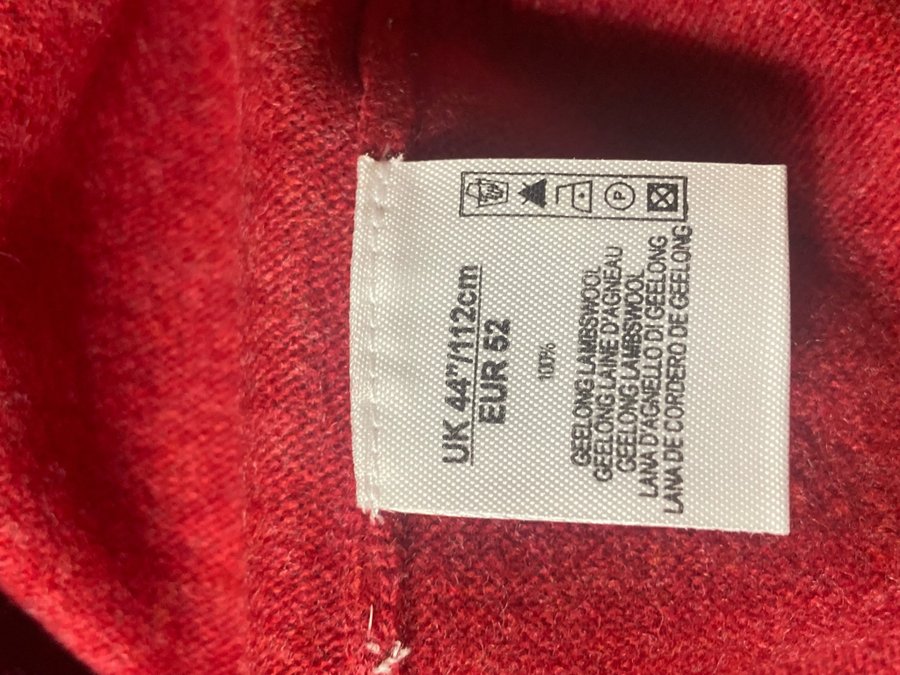 UK 44"/112cm
EUR 52
100%
GEELONG LAMBSWOOL
GEELONG LAINE D'AGNEAU
GEELONG LAMBSWOOL
LANA D'AGNELLO DI GEELONG
LANA DE CORDERO DE GEELONG
P